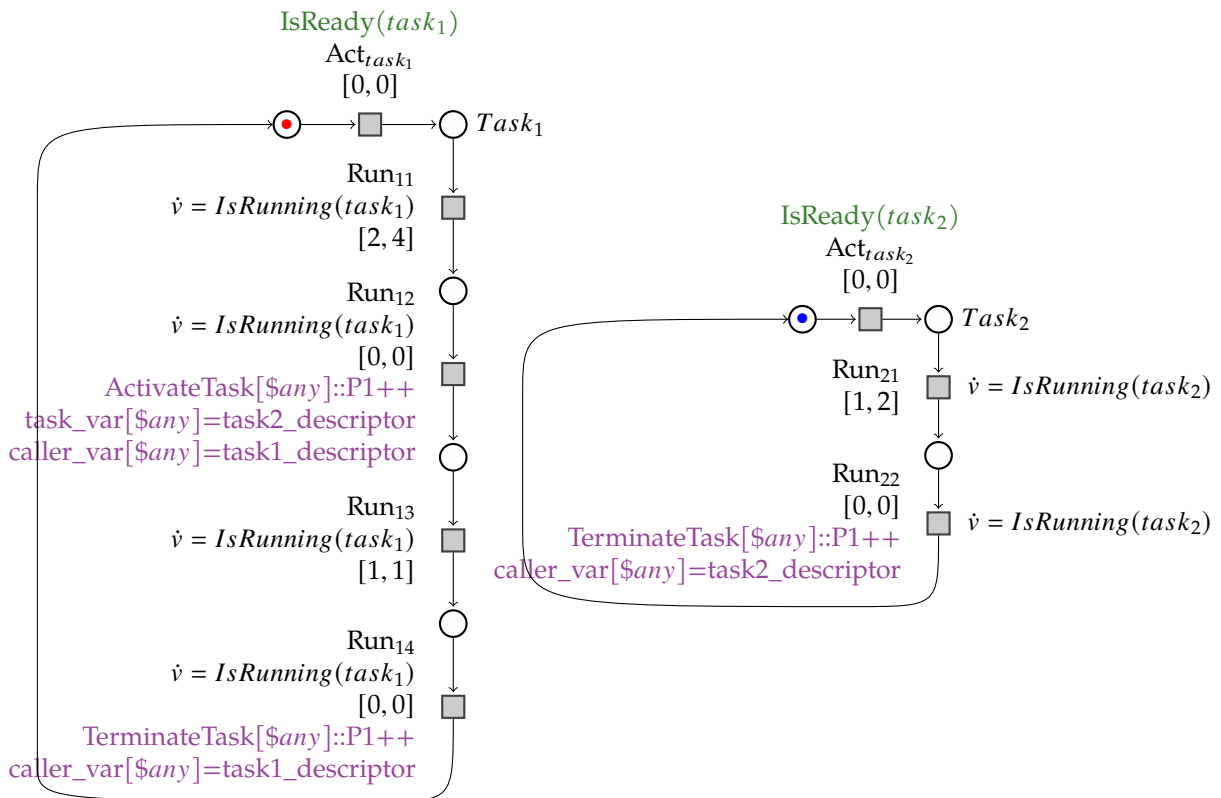 IsReady(task₁)
Act_task₁
[0, 0]
Task₁
Run₁₁
v̇ = IsRunning(task₁)
[2, 4]
Run₁₂
v̇ = IsRunning(task₁)
[0, 0]
ActivateTask[$any]::P1++
task_var[$any]=task2_descriptor
caller_var[$any]=task1_descriptor
Run₁₃
v̇ = IsRunning(task₁)
[1, 1]
Run₁₄
v̇ = IsRunning(task₁)
[0, 0]
TerminateTask[$any]::P1++
caller_var[$any]=task1_descriptor
IsReady(task₂)
Act_task₂
[0, 0]
Task₂
Run₂₁
[1, 2]
v̇ = IsRunning(task₂)
Run₂₂
[0, 0]
v̇ = IsRunning(task₂)
TerminateTask[$any]::P1++
caller_var[$any]=task2_descriptor